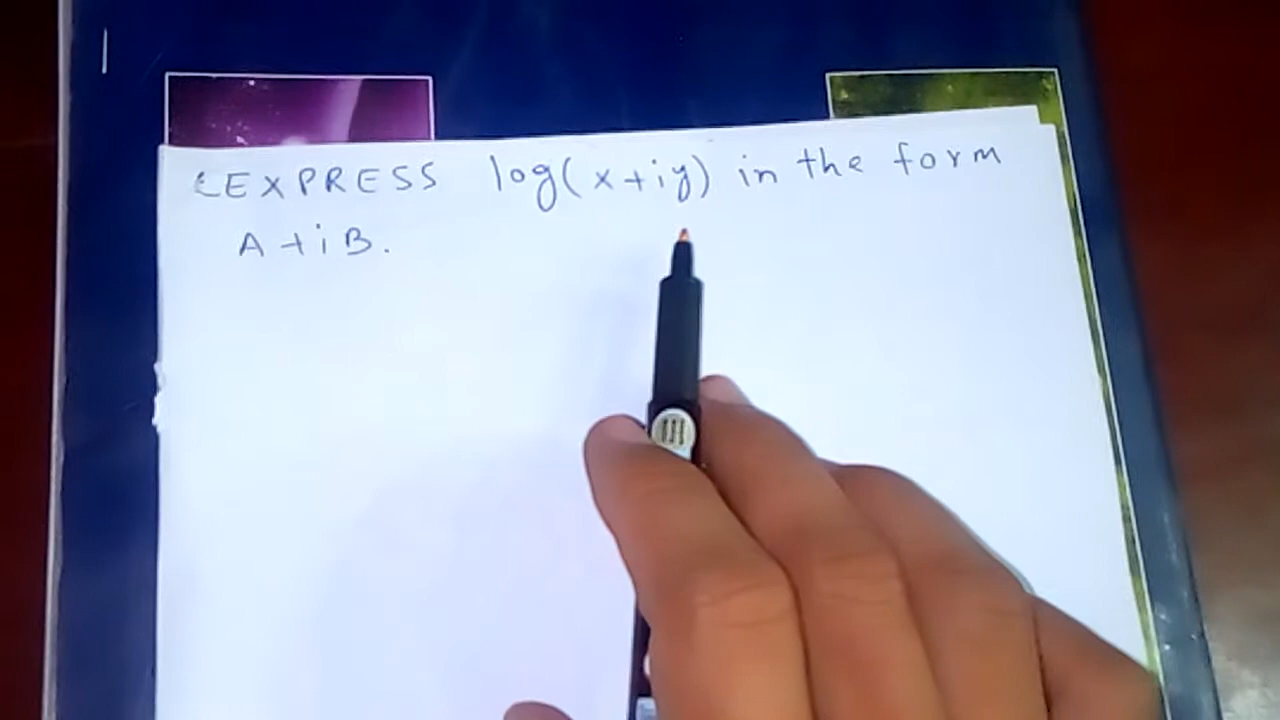 EXPRESS log(x+iy) in the form
A+iB.